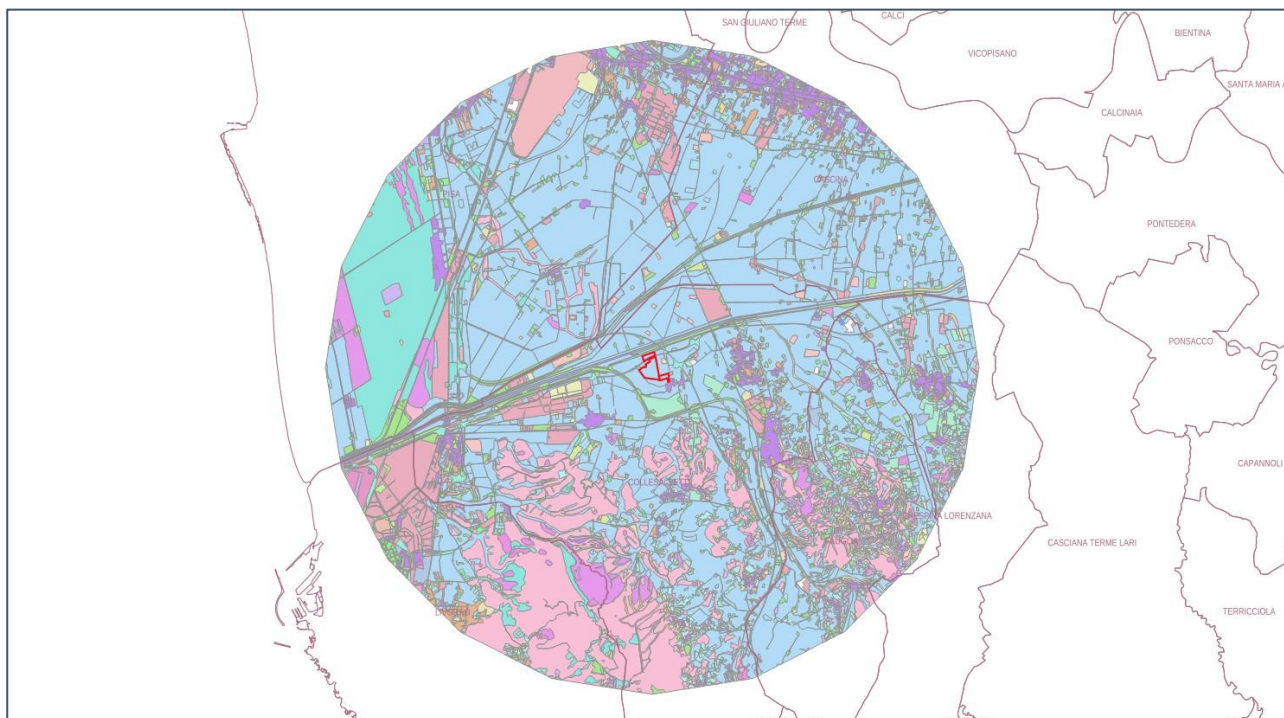 SAN GIULIANO TERME
CALCI
VICOPISANO
BIENTINA
SANTA MARIA A
CALCINAIA
CASCINA
PISA
PONTEDERA
PONSACCO
CAPANNOLI
COLLESALVETTI
LORENZANA
CASCIANA TERME LARI
TERRICCIOLA